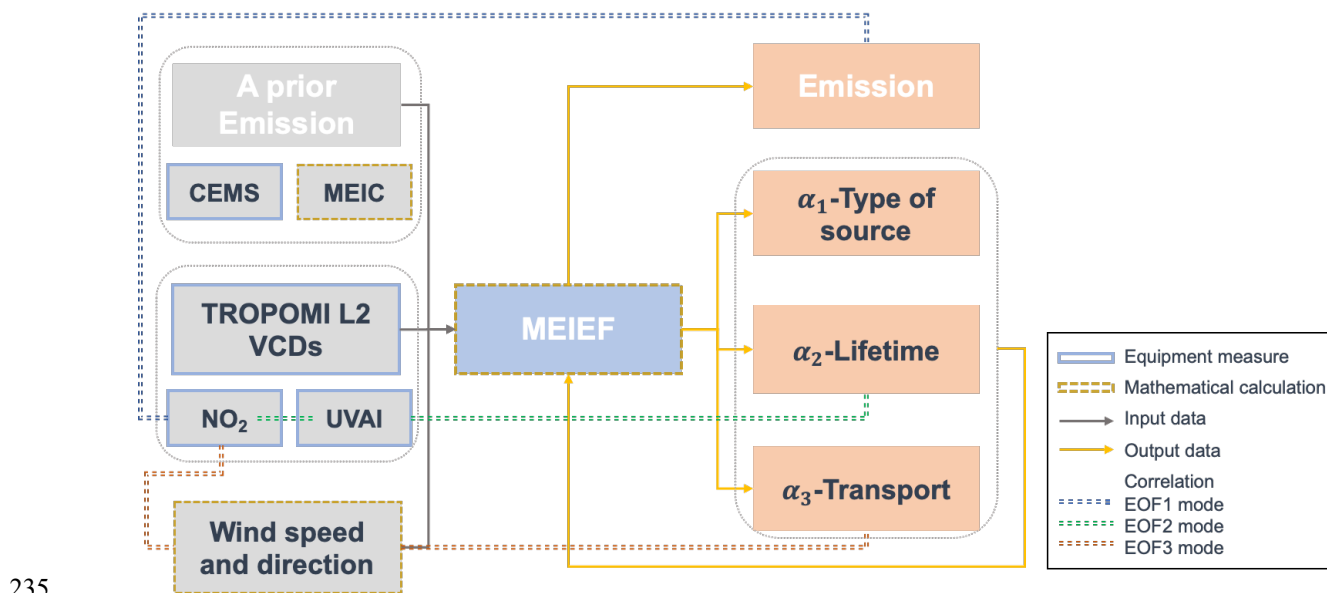 A prior
Emission
CEMS
MEIC
TROPOMI L2
VCDs
NO₂
UVAI
Wind speed
and direction
MEIEF
Emission
α₁-Type of
source
α₂-Lifetime
α₃-Transport
Equipment measure
Mathematical calculation
Input data
Output data
Correlation
EOF1 mode
EOF2 mode
EOF3 mode
235